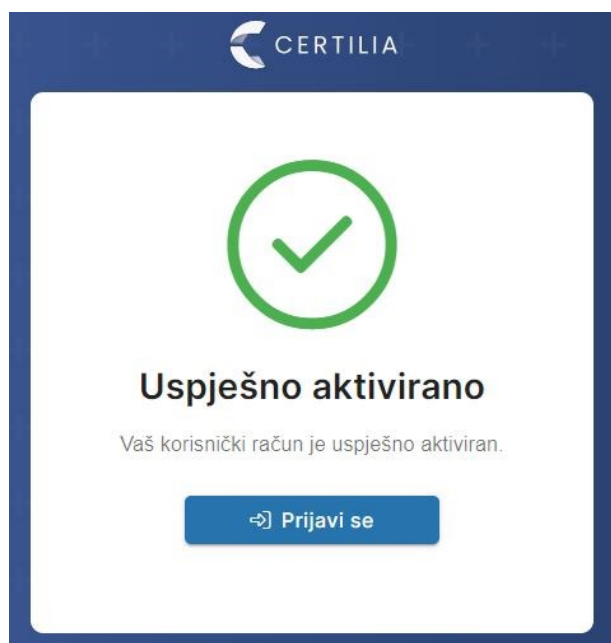 CERTILIA
Uspješno aktivirano
Vaš korisnički račun je uspješno aktiviran.
Prijavi se